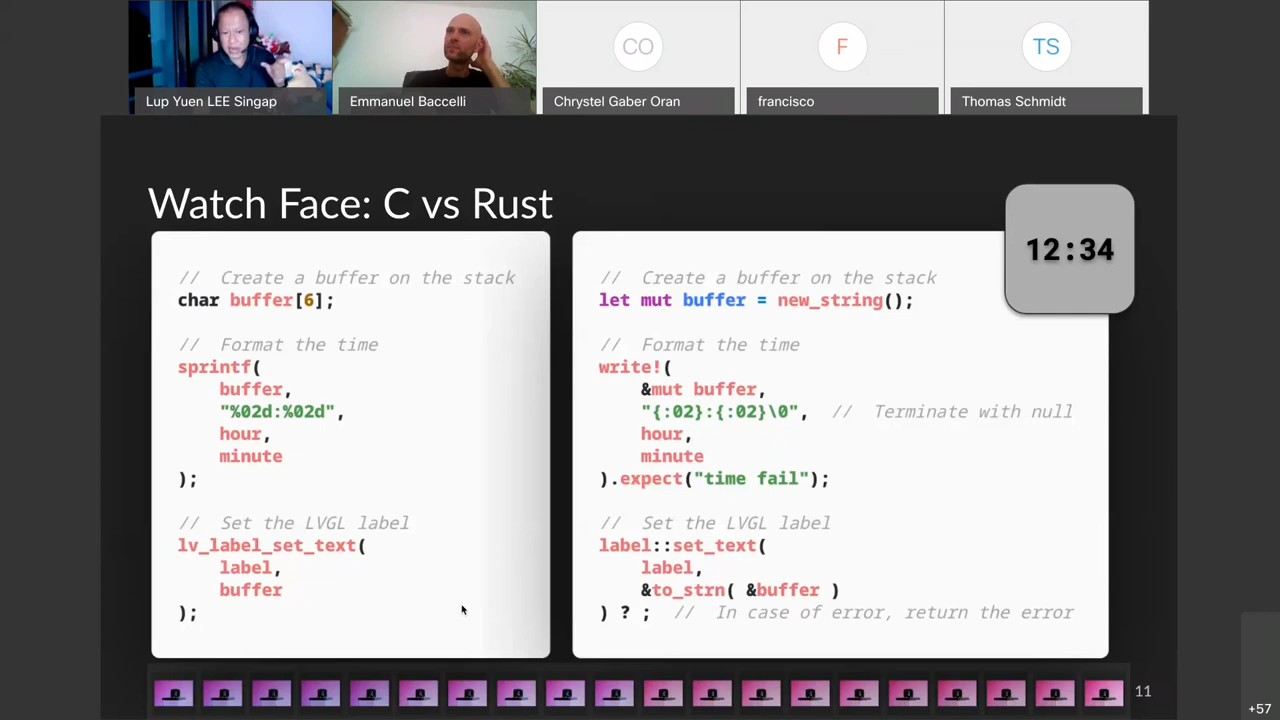 CO
F
TS
Lup Yuen LEE Singap
Emmanuel Baccelli
Chrystel Gaber Oran
francisco
Thomas Schmidt
Watch Face: C vs Rust
12:34
// Create a buffer on the stack
char buffer[6];
// Format the time
sprintf(
buffer,
"%02d:%02d",
hour,
minute
);
// Set the LVGL label
lv_label_set_text(
label,
buffer
);
// Create a buffer on the stack
let mut buffer = new_string();
// Format the time
write!(
&mut buffer,
"{:02}:{:02}\0", // Terminate with null
hour,
minute
).expect("time fail");
// Set the LVGL label
label::set_text(
label,
&to_strn( &buffer )
) ? ; // In case of error, return the error
11
+57